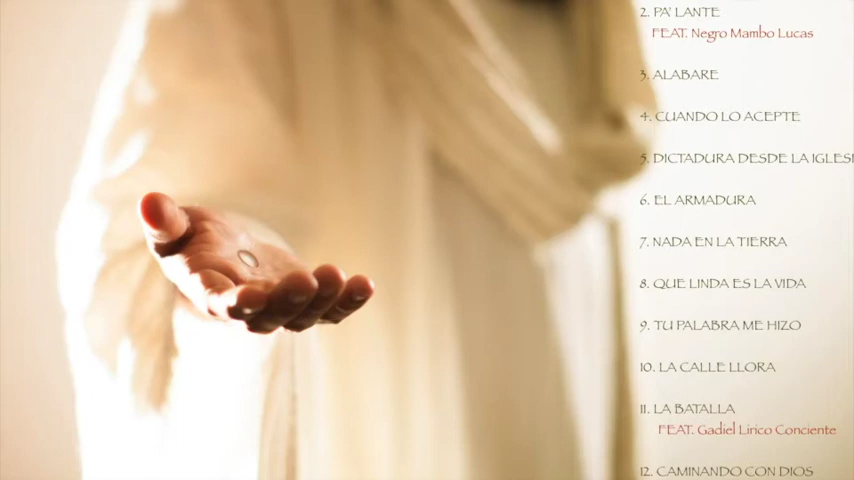 2. PA' LANTE
FEAT. Negro Mambo Lucas
3. ALABARE
4. CUANDO LO ACEPTE
5. DICTADURA DESDE LA IGLESI
6. EL ARMADURA
7. NADA EN LA TIERRA
8. QUE LINDA ES LA VIDA
9. TU PALABRA ME HIZO
10. LA CALLE LLORA
11. LA BATALLA
FEAT. Gadiel Lirico Conciente
12. CAMINANDO CON DIOS